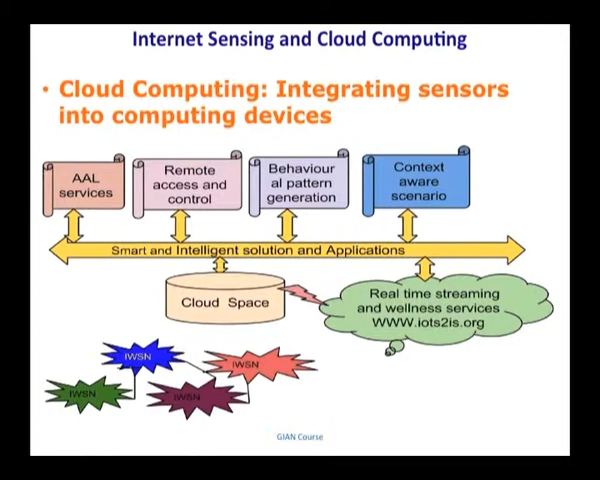 Internet Sensing and Cloud Computing
• Cloud Computing: Integrating sensors
into computing devices
AAL
services
Remote
access and
control
Behaviour
al pattern
generation
Context
aware
scenario
Smart and Intelligent solution and Applications
Cloud Space
Real time streaming
and wellness services
WWW.iots2is.org
IWSN
IWSN
IWSN
IWSN
GIAN Course